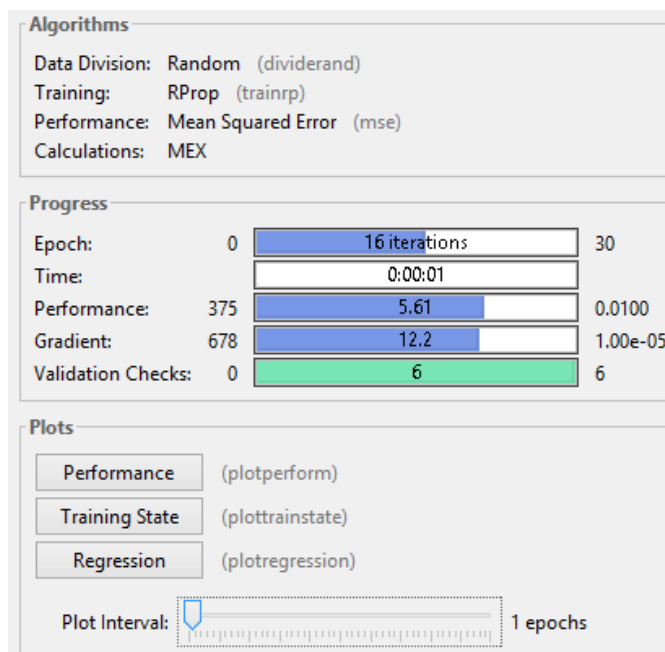 Algorithms
Data Division: Random (dividerand)
Training: RProp (trainrp)
Performance: Mean Squared Error (mse)
Calculations: MEX
Progress
Epoch: 0 16 iterations 30
Time: 0:00:01
Performance: 375 5.61 0.0100
Gradient: 678 12.2 1.00e-05
Validation Checks: 0 6 6
Plots
Performance (plotperform)
Training State (plottrainstate)
Regression (plotregression)
Plot Interval: 1 epochs